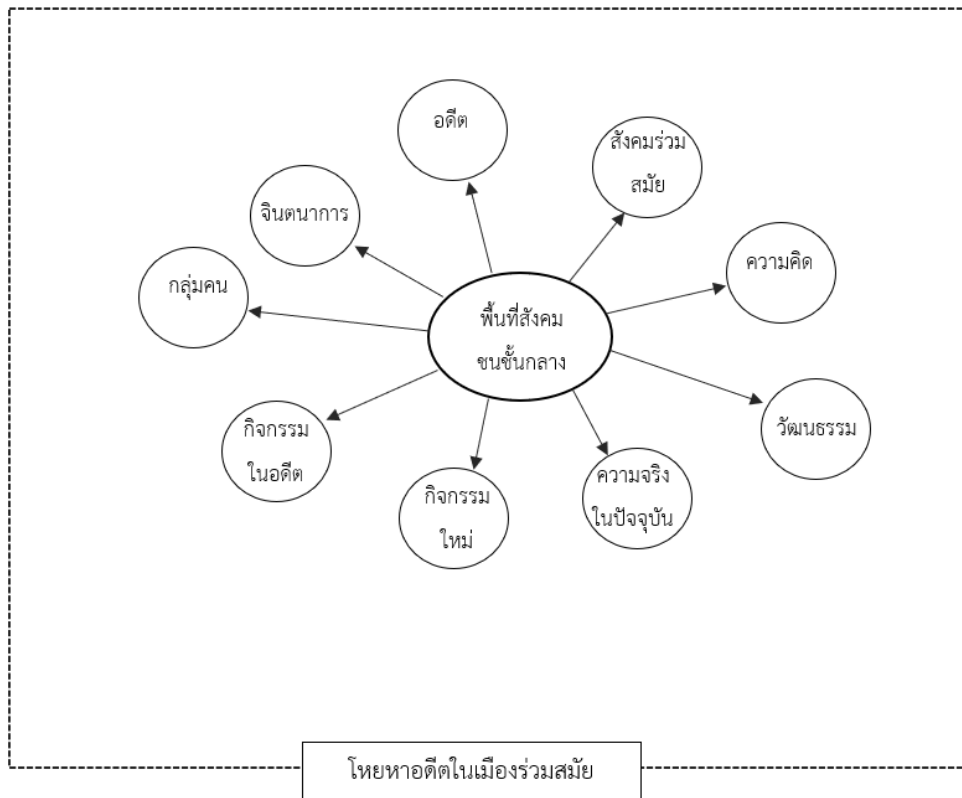 อดีต
สังคมร่วม
สมัย
จินตนาการ
ความคิด
กลุ่มคน
พื้นที่สังคม
ชนชั้นกลาง
วัฒนธรรม
กิจกรรม
ในอดีต
กิจกรรม
ใหม่
ความจริง
ในปัจจุบัน
โหยหาอดีตในเมืองร่วมสมัย